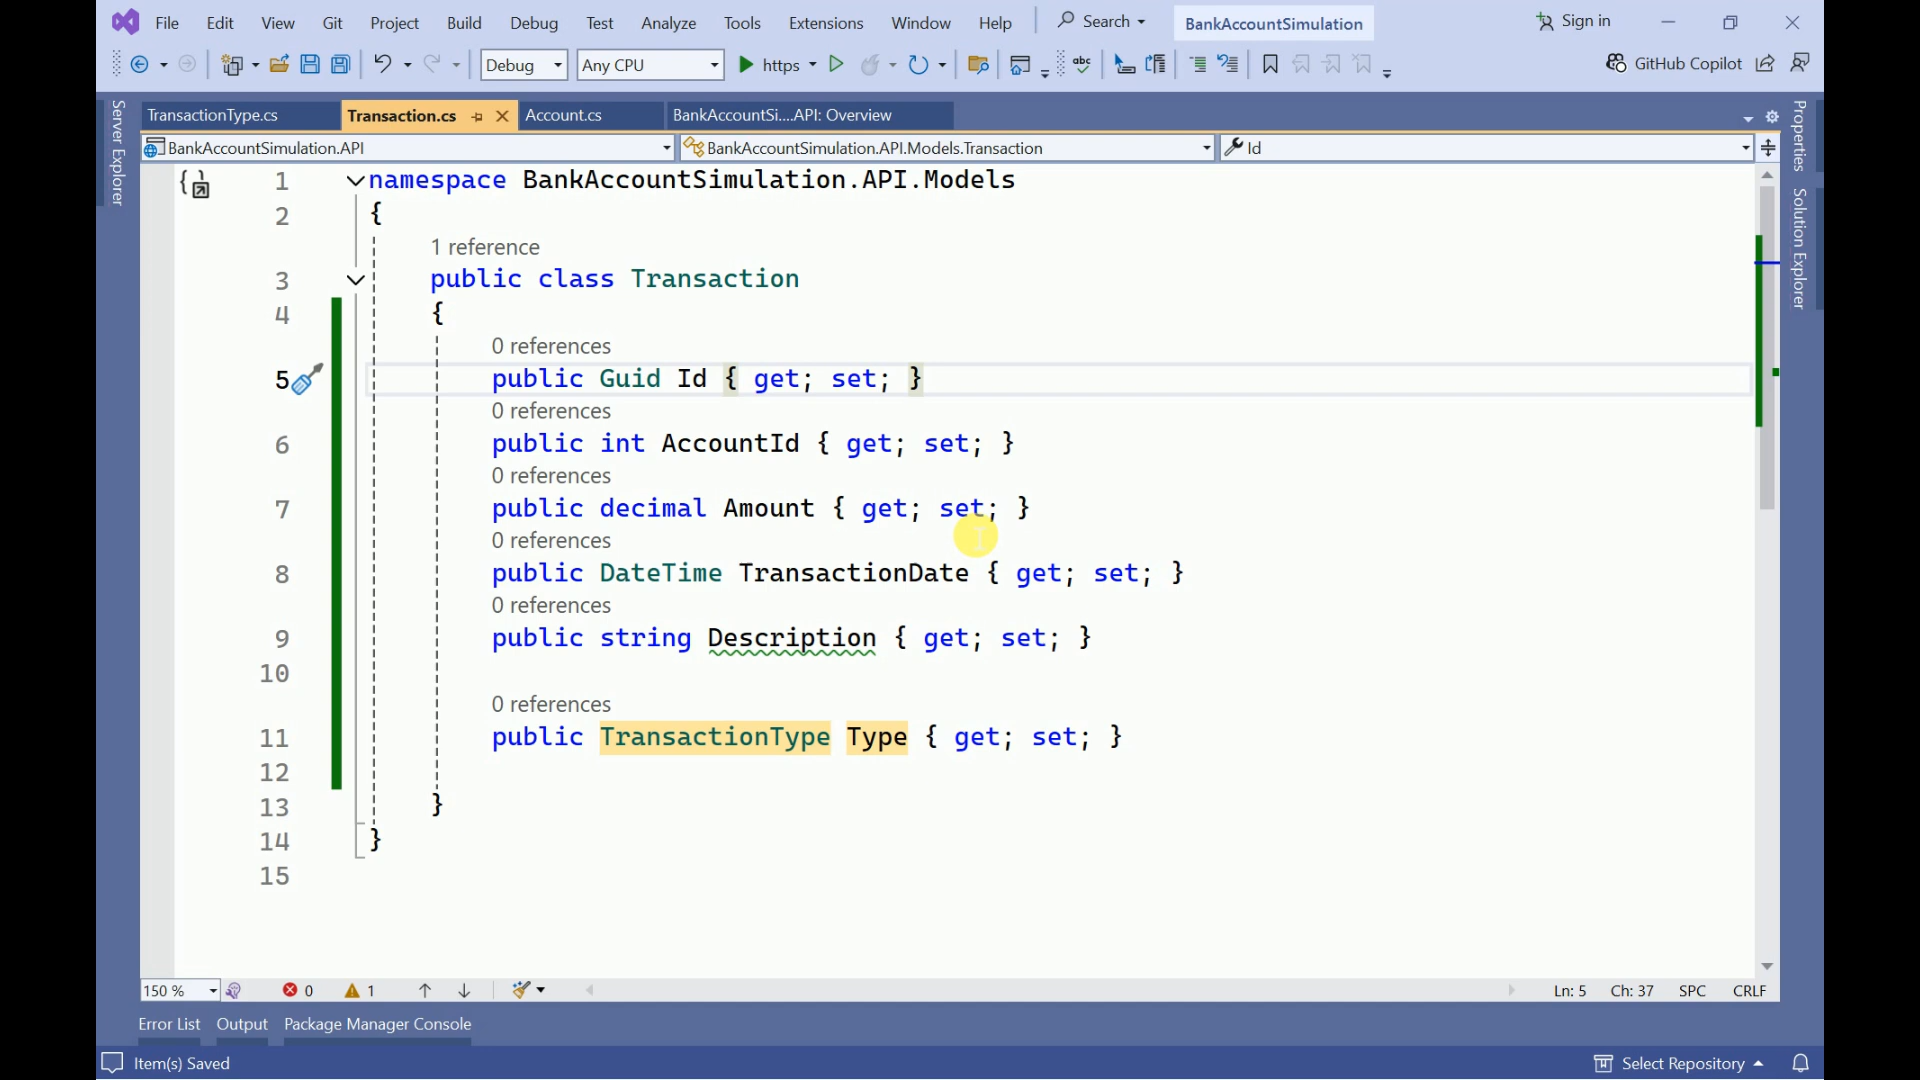 File Edit View Git Project Build Debug Test Analyze Tools Extensions Window Help Search BankAccountSimulation Sign in
Debug Any CPU https abc GitHub Copilot
TransactionType.cs Transaction.cs Account.cs BankAccountSi....API: Overview
BankAccountSimulation.API BankAccountSimulation.API.Models.Transaction Id
Server Explorer
Properties
Solution Explorer
1 namespace BankAccountSimulation.API.Models
2 {
1 reference
3 public class Transaction
4 {
0 references
5 public Guid Id { get; set; }
0 references
6 public int AccountId { get; set; }
0 references
7 public decimal Amount { get; set; }
0 references
8 public DateTime TransactionDate { get; set; }
0 references
9 public string Description { get; set; }
10
0 references
11 public TransactionType Type { get; set; }
12
13 }
14 }
15
150 % 0 1 Ln: 5 Ch: 37 SPC CRLF
Error List Output Package Manager Console
Item(s) Saved Select Repository